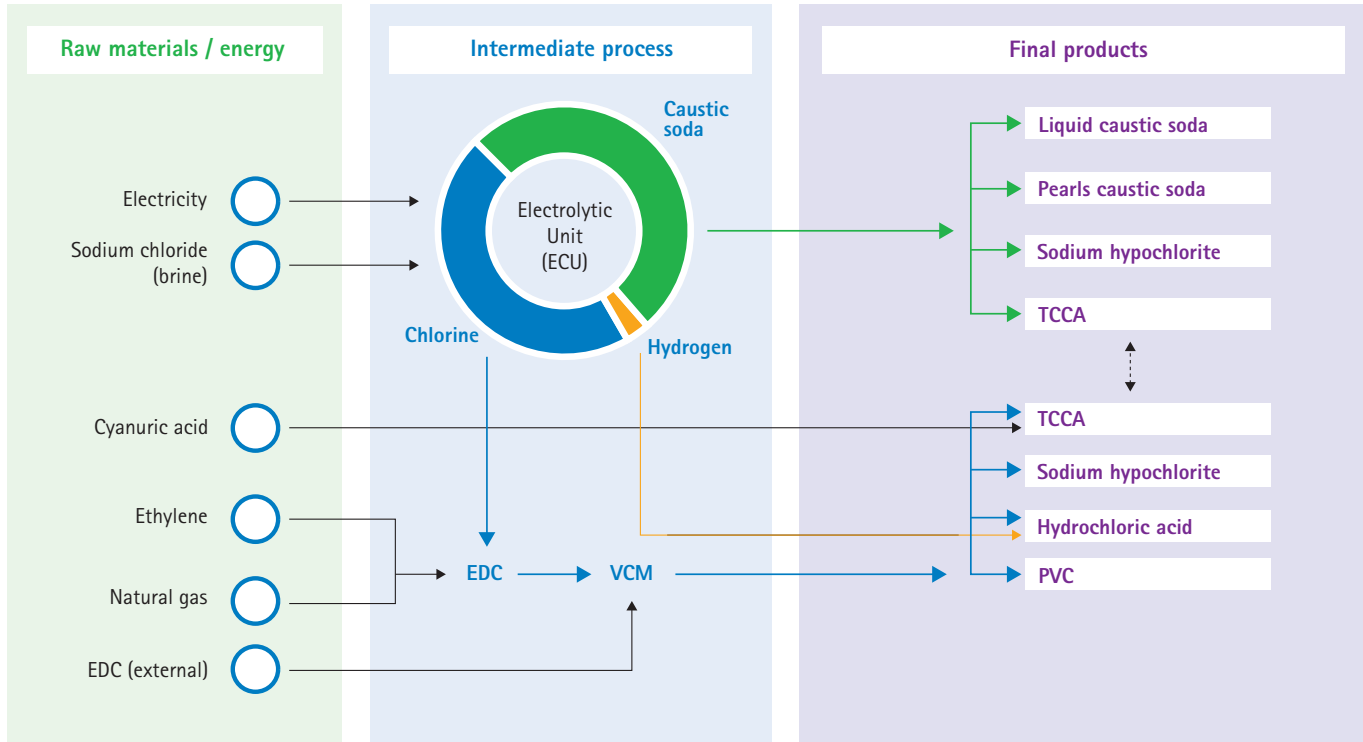 Raw materials / energy
Intermediate process
Final products
Electricity
Sodium chloride
(brine)
Cyanuric acid
Ethylene
Natural gas
EDC (external)
Caustic
soda
Electrolytic
Unit
(ECU)
Chlorine
Hydrogen
EDC
VCM
Liquid caustic soda
Pearls caustic soda
Sodium hypochlorite
TCCA
TCCA
Sodium hypochlorite
Hydrochloric acid
PVC